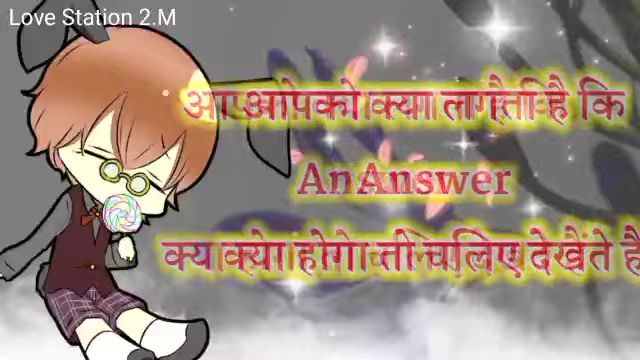 Love Station 2.M
आपको क्या लगता है कि
An Answer
क्या होगा तो चलिए देखते है